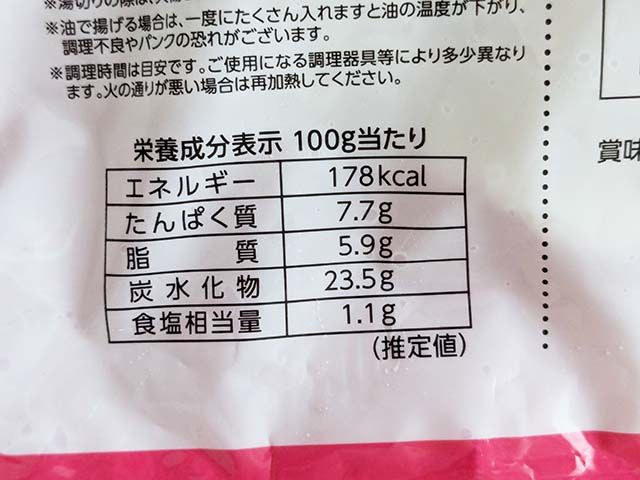 ※油で揚げる場合は、一度にたくさん入れますと油の温度が下がり、
調理不良やパンクの恐れがございます。
※調理時間は目安です。ご使用になる調理器具等により多少異なり
ます。火の通りが悪い場合は再加熱してください。
栄養成分表示 100g当たり
エネルギー 178kcal
たんぱく質 7.7g
脂質 5.9g
炭水化物 23.5g
食塩相当量 1.1g
(推定値)
賞味